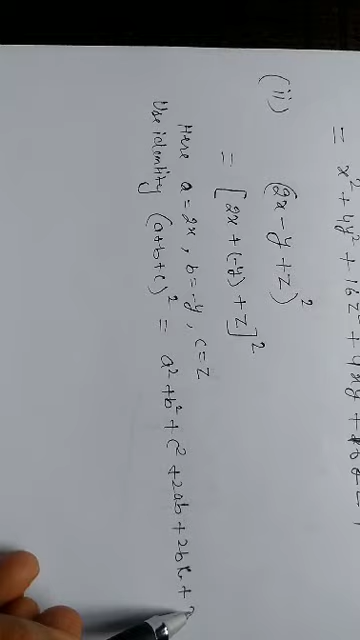 = x² + 4y² + 16z² + 4xy +
(ii) (2x - y + z)²
= [2x + (-y) + z]²
Here a = 2x, b = -y, c = z
Use identity (a+b+c)² = a² + b² + c² + 2ab + 2bc +